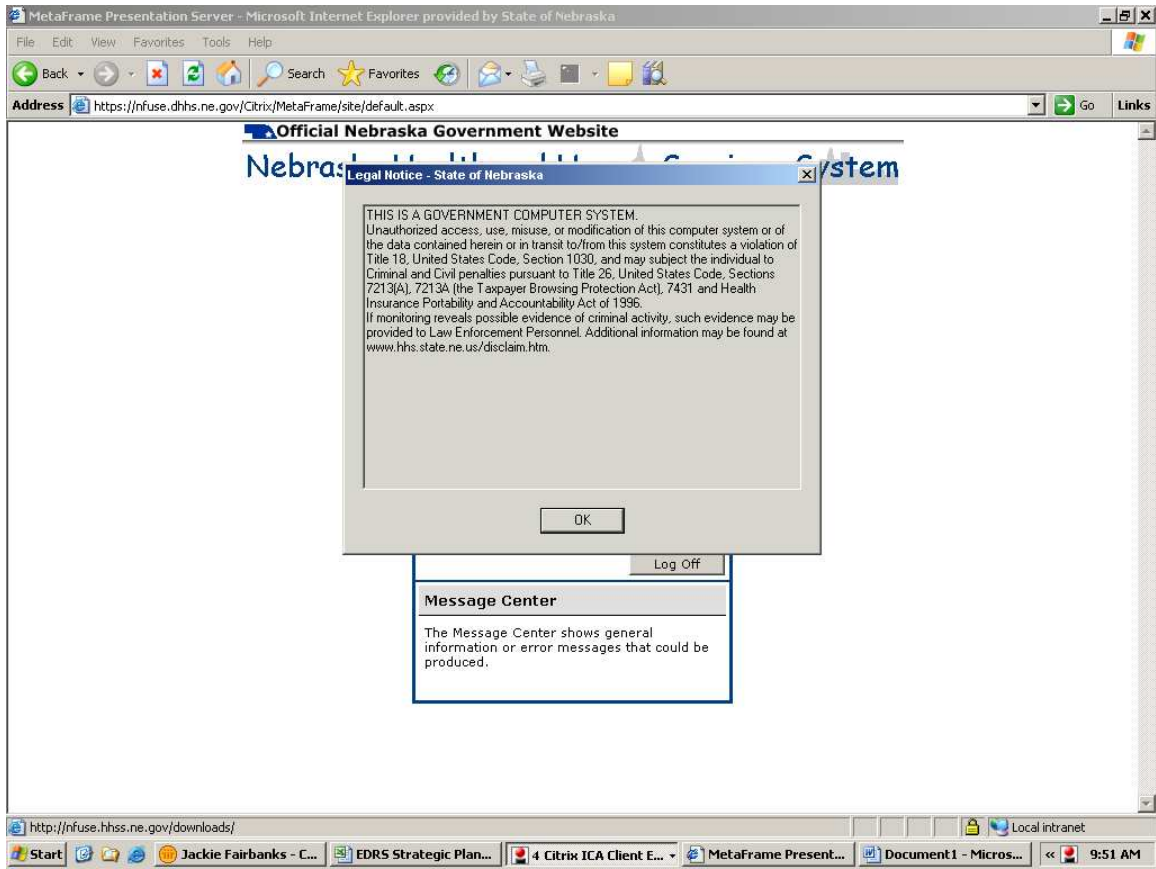 MetaFrame Presentation Server - Microsoft Internet Explorer provided by State of Nebraska
File Edit View Favorites Tools Help
Back Search Favorites
Address https://nfuse.dhhs.ne.gov/Citrix/MetaFrame/site/default.aspx Go Links
Official Nebraska Government Website
System
Legal Notice - State of Nebraska
THIS IS A GOVERNMENT COMPUTER SYSTEM.
Unauthorized access, use, misuse, or modification of this computer system or of
the data contained herein or in transit to/from this system constitutes a violation of
Title 18, United States Code, Section 1030, and may subject the individual to
Criminal and Civil penalties pursuant to Title 26, United States Code, Sections
7213(A), 7213A (the Taxpayer Browsing Protection Act), 7431 and Health
Insurance Portability and Accountability Act of 1996.
If monitoring reveals possible evidence of criminal activity, such evidence may be
provided to Law Enforcement Personnel. Additional information may be found at
www.hhs.state.ne.us/disclaim.htm.
OK
Log Off
Message Center
The Message Center shows general
information or error messages that could be
produced.
http://nfuse.hhss.ne.gov/downloads/ Local intranet
Start Jackie Fairbanks - C... EDRS Strategic Plan... 4 Citrix ICA Client E... MetaFrame Present... Document1 - Micros... « 9:51 AM